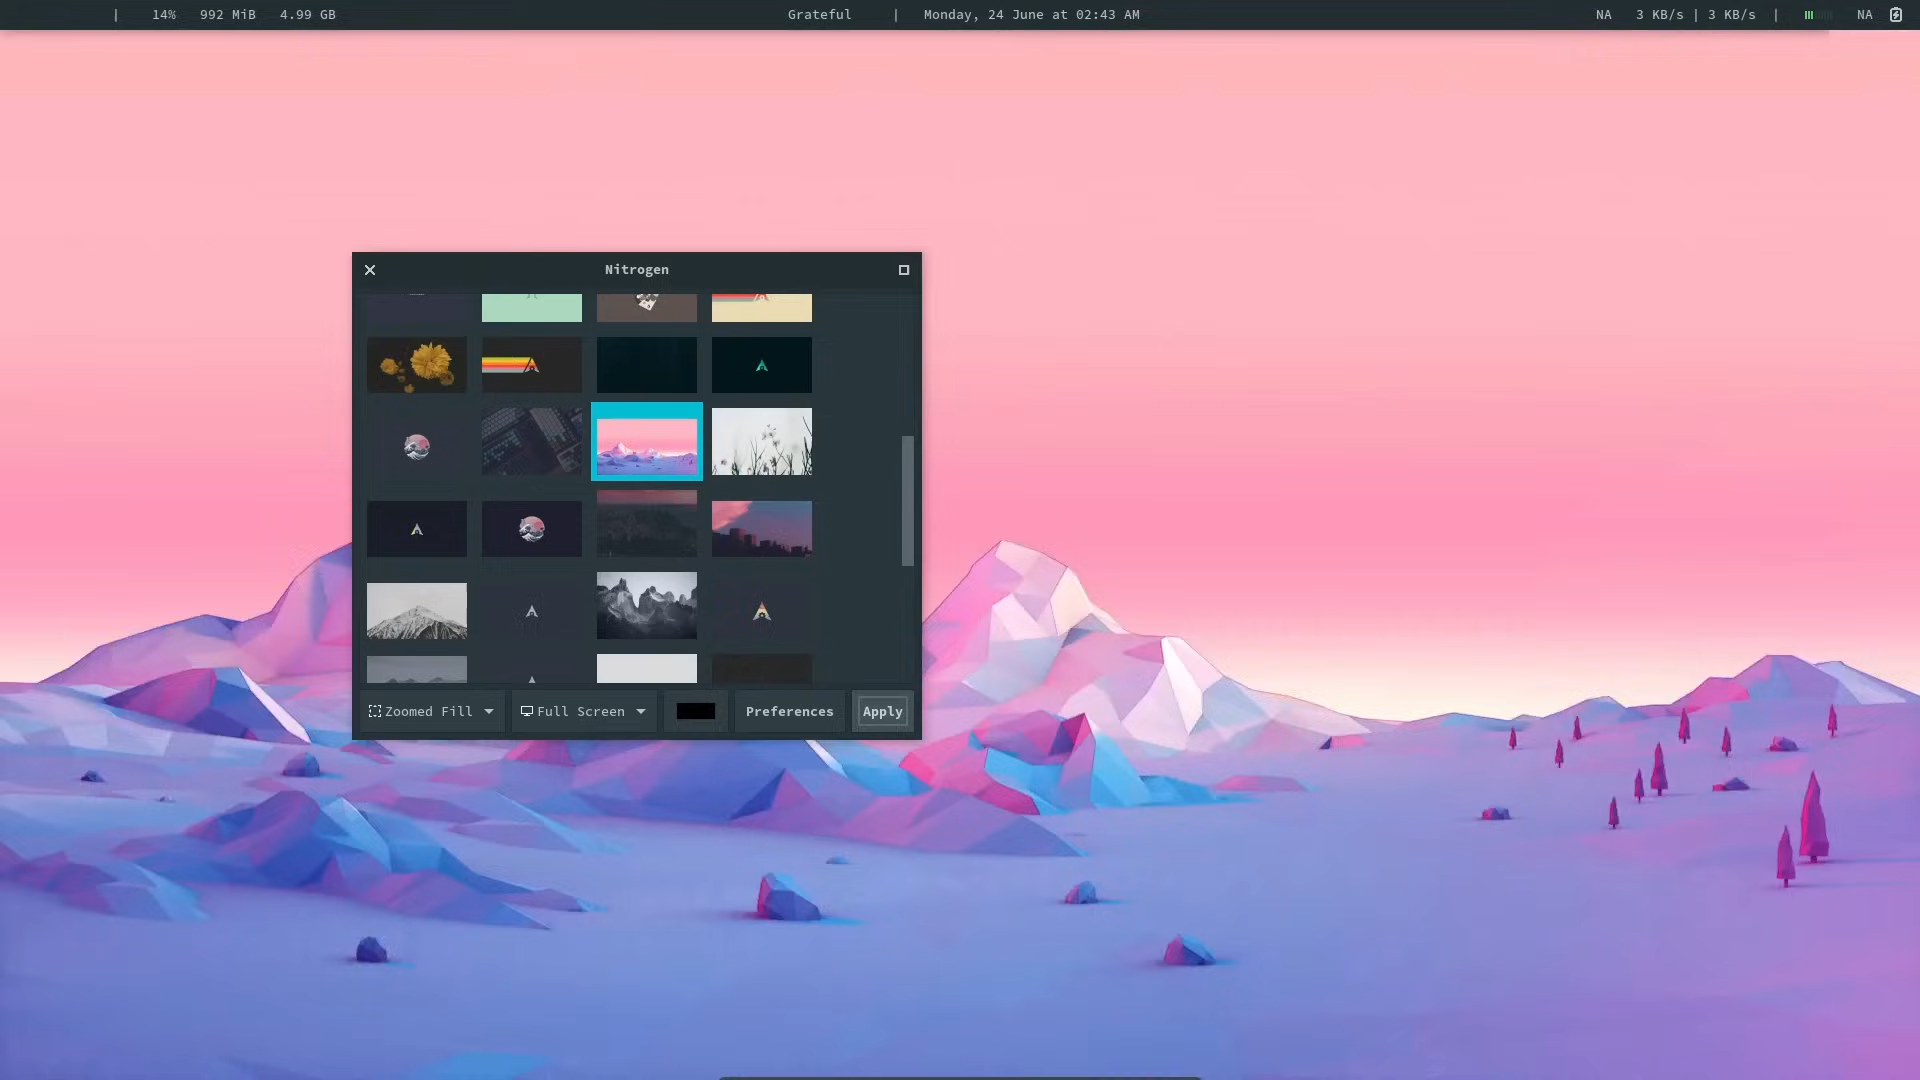 | 14% 992 MiB 4.99 GB Grateful | Monday, 24 June at 02:43 AM NA 3 KB/s | 3 KB/s | NA
Nitrogen
Zoomed Fill Full Screen Preferences Apply